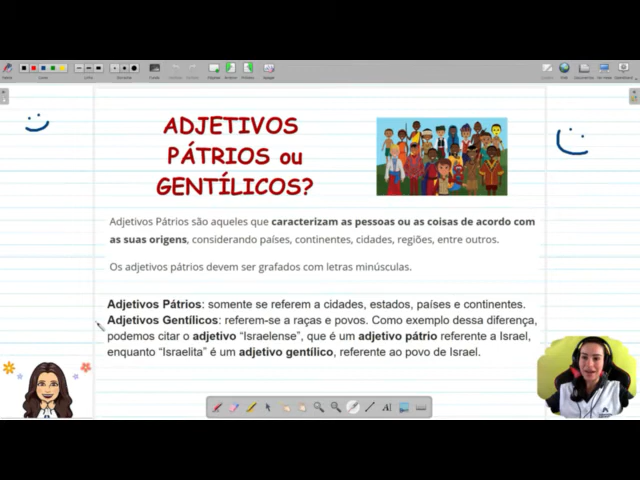 ADJETIVOS
PÁTRIOS ou
GENTÍLICOS?
Adjetivos Pátrios são aqueles que caracterizam as pessoas ou as coisas de acordo com
as suas origens, considerando países, continentes, cidades, regiões, entre outros.
Os adjetivos pátrios devem ser grafados com letras minúsculas.
Adjetivos Pátrios: somente se referem a cidades, estados, países e continentes.
Adjetivos Gentílicos: referem-se a raças e povos. Como exemplo dessa diferença,
podemos citar o adjetivo “Israelense”, que é um adjetivo pátrio referente a Israel,
enquanto “Israelita” é um adjetivo gentílico, referente ao povo de Israel.